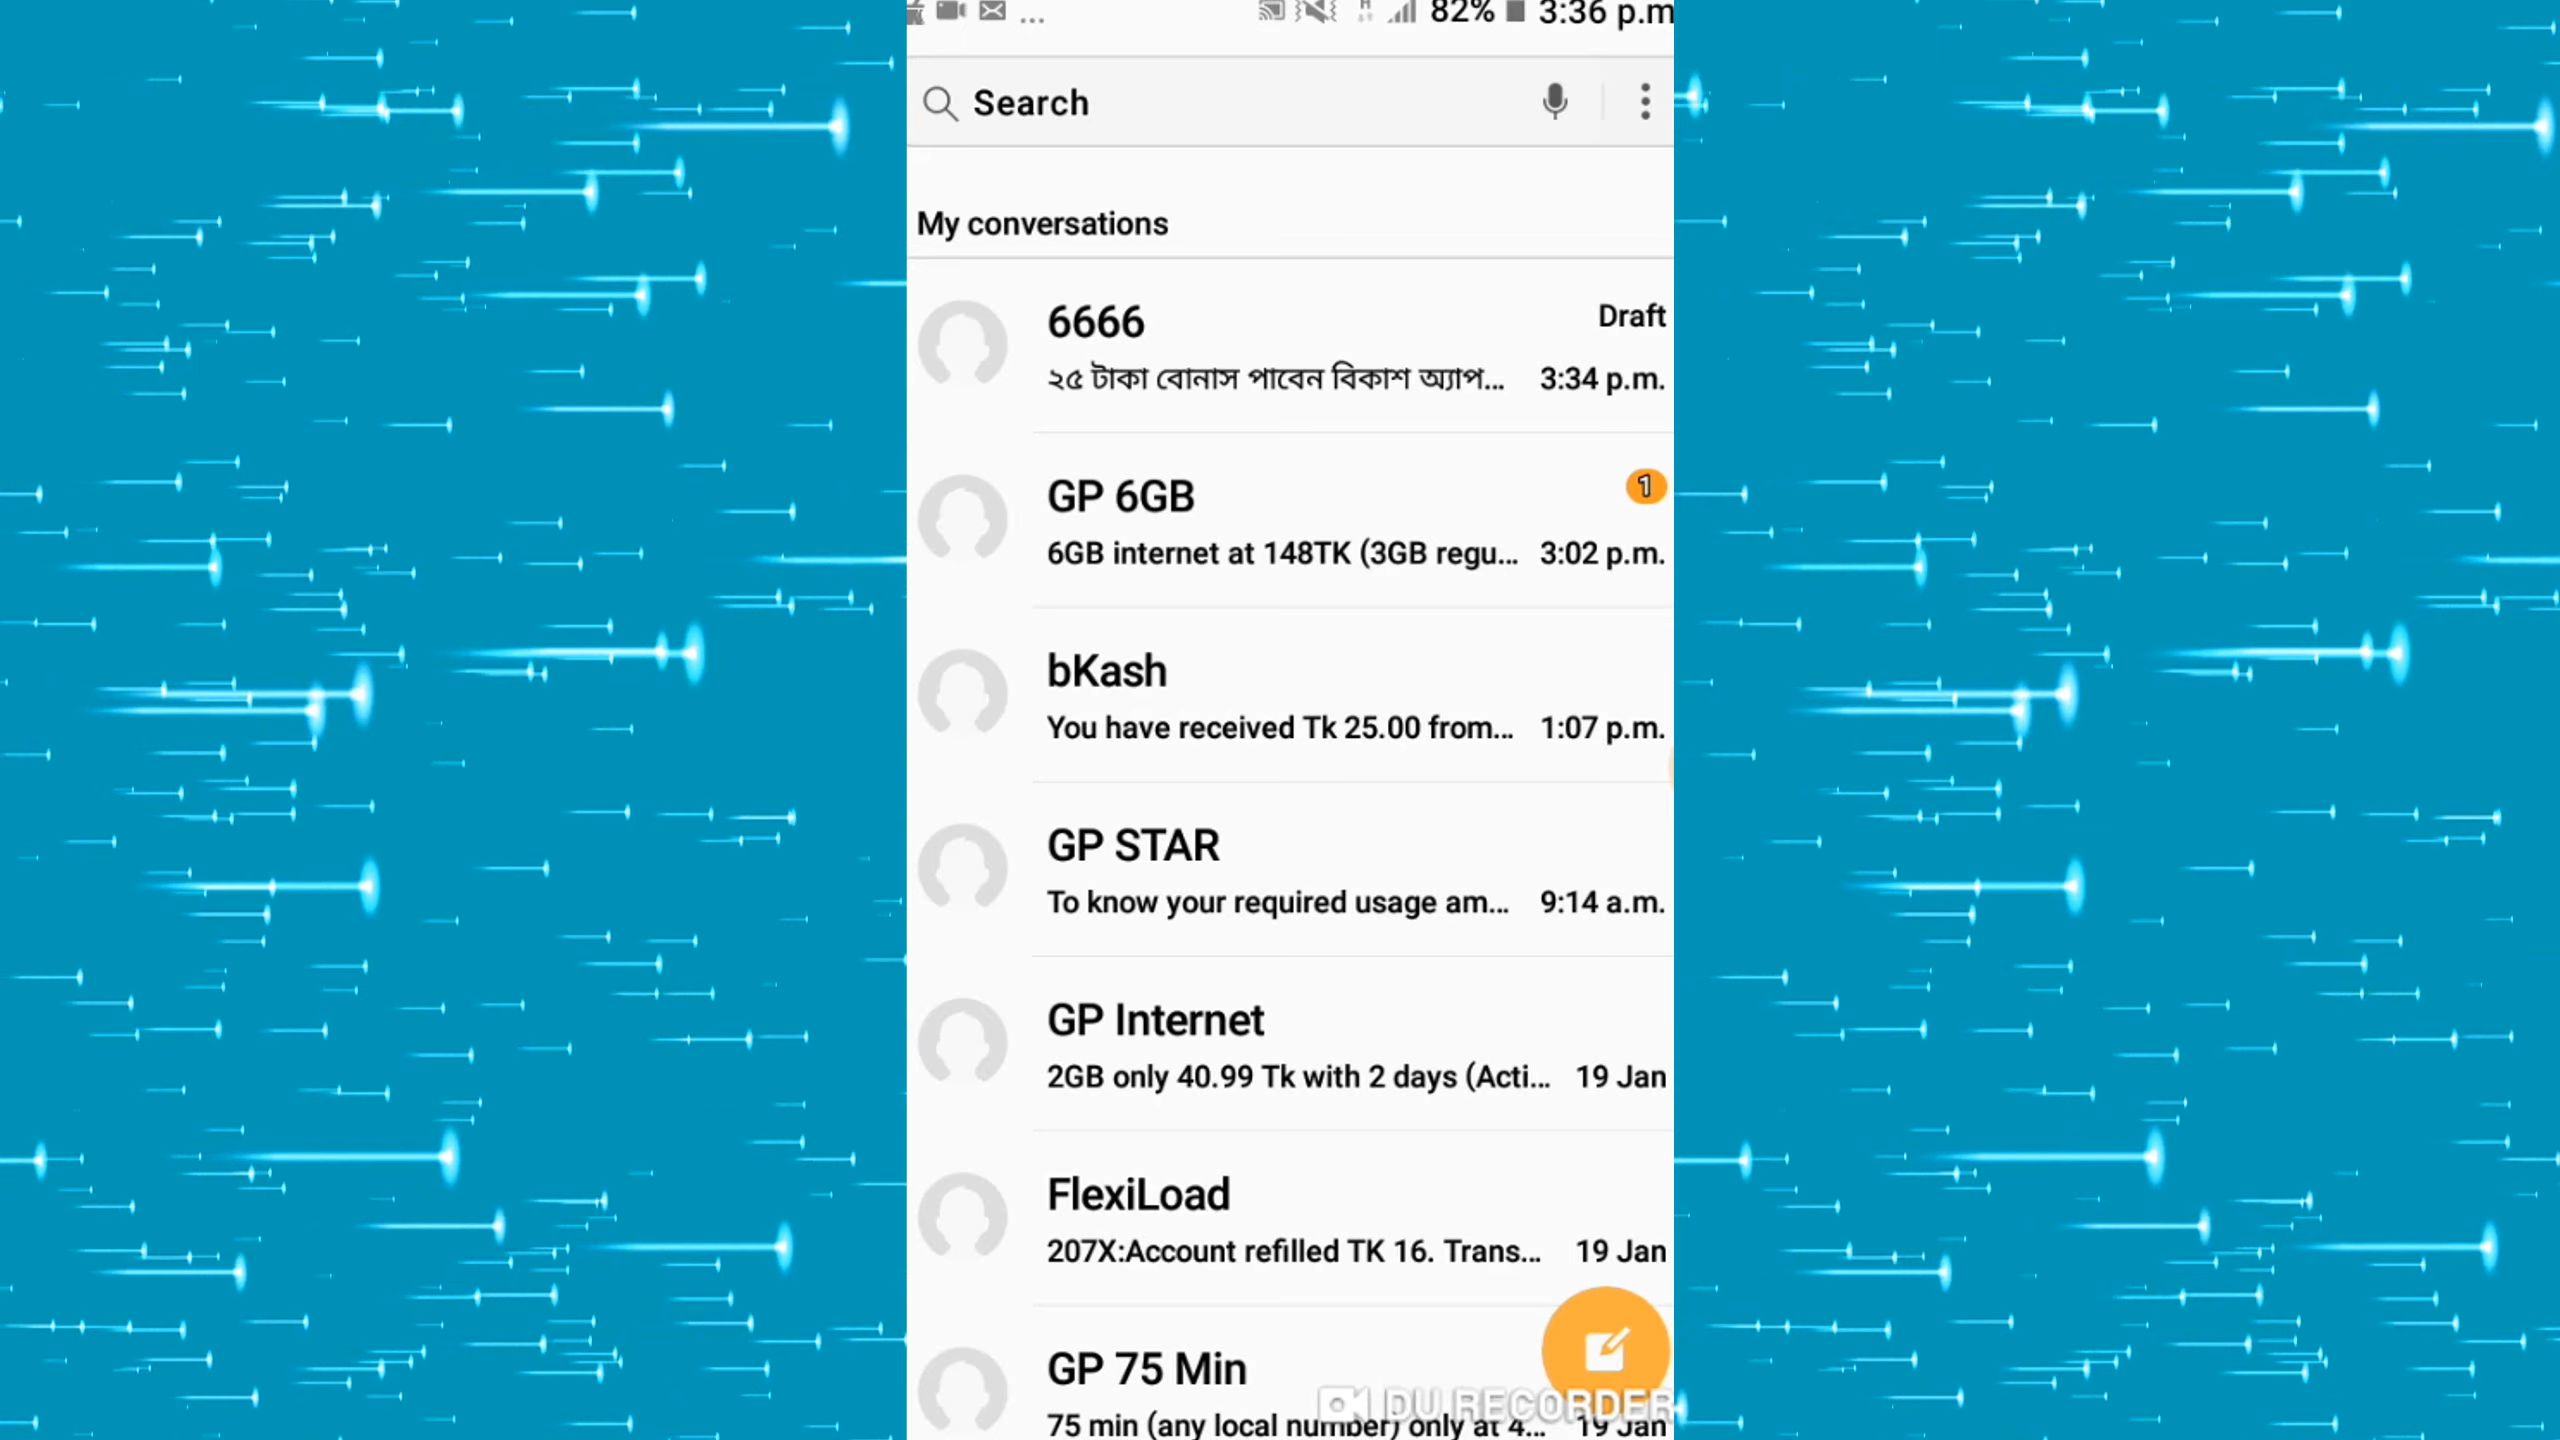 ... 82% 3:36 p.m
Search
My conversations
6666 Draft
২৫ টাকা বোনাস পাবেন বিকাশ অ্যাপ... 3:34 p.m.
GP 6GB 1
6GB internet at 148TK (3GB regu... 3:02 p.m.
bKash
You have received Tk 25.00 from... 1:07 p.m.
GP STAR
To know your required usage am... 9:14 a.m.
GP Internet
2GB only 40.99 Tk with 2 days (Acti... 19 Jan
FlexiLoad
207X:Account refilled TK 16. Trans... 19 Jan
GP 75 Min
DU RECORDER
75 min (any local number) only at 4... 19 Jan